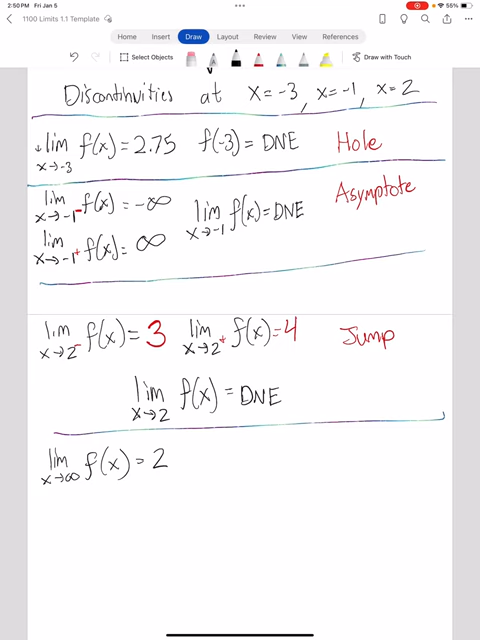 2:50 PM Fri Jan 5
55%
1100 Limits 1.1 Template
Home Insert Draw Layout Review View References
Select Objects
Draw with Touch
Discontinuities at x=-3, x=-1, x=2
lim x→-3 f(x)=2.75 f(-3)=DNE Hole
lim x→-1⁻ f(x)=-∞ lim x→-1 f(x)=DNE Asymptote
lim x→-1⁺ f(x)=∞
lim x→2⁻ f(x)=3 lim x→2⁺ f(x)=4 Jump
lim x→2 f(x)=DNE
lim x→∞ f(x)=2